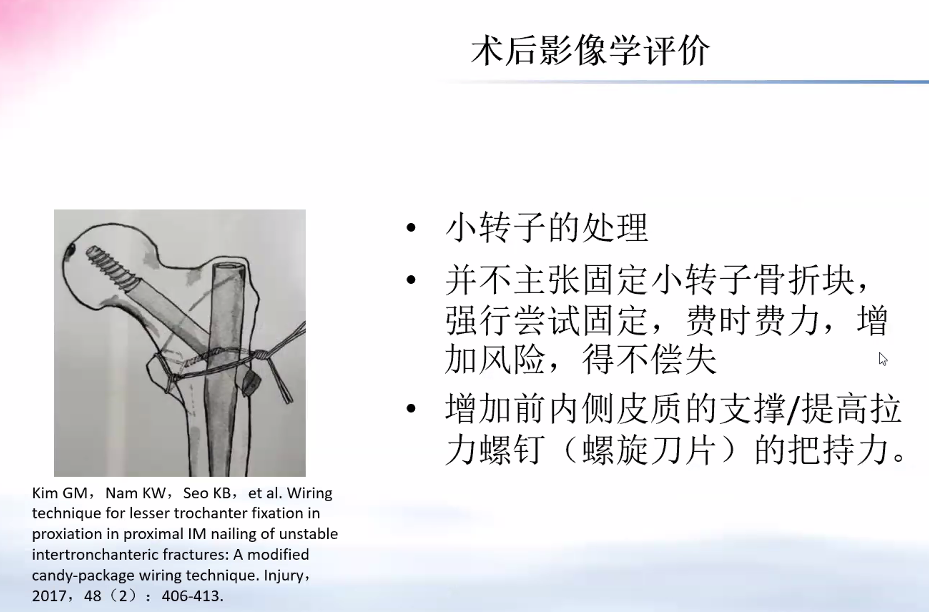 术后影像学评价
• 小转子的处理
• 并不主张固定小转子骨折块，
强行尝试固定，费时费力，增
加风险，得不偿失
• 增加前内侧皮质的支撑/提高拉
力螺钉（螺旋刀片）的把持力。
Kim GM，Nam KW，Seo KB，et al. Wiring
technique for lesser trochanter fixation in
proxiation in proximal IM nailing of unstable
intertronchanteric fractures: A modified
candy-package wiring technique. Injury，
2017，48（2）：406-413.